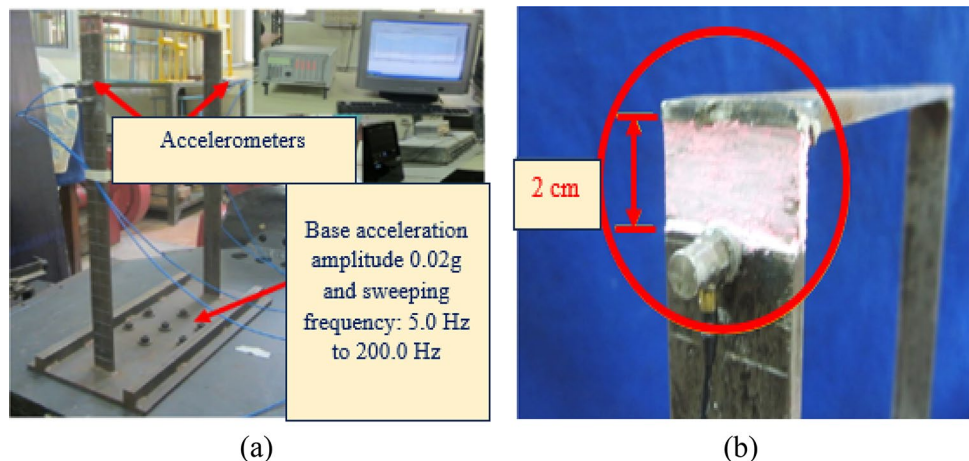 Accelerometers
Base acceleration
amplitude 0.02g
and sweeping
frequency: 5.0 Hz
to 200.0 Hz
2 cm
(a)
(b)